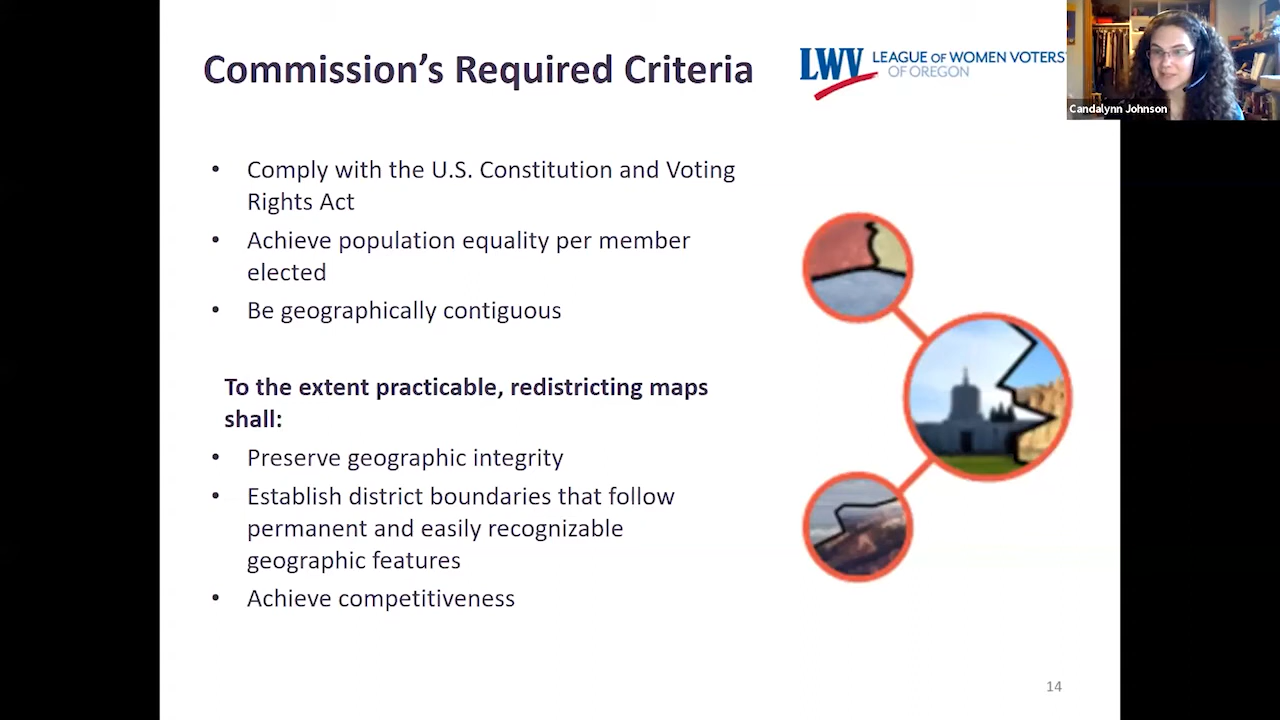 Commission's Required Criteria
LWV LEAGUE OF WOMEN VOTERS
OF OREGON
Candalynn Johnson
• Comply with the U.S. Constitution and Voting
Rights Act
• Achieve population equality per member
elected
• Be geographically contiguous
To the extent practicable, redistricting maps
shall:
• Preserve geographic integrity
• Establish district boundaries that follow
permanent and easily recognizable
geographic features
• Achieve competitiveness
14